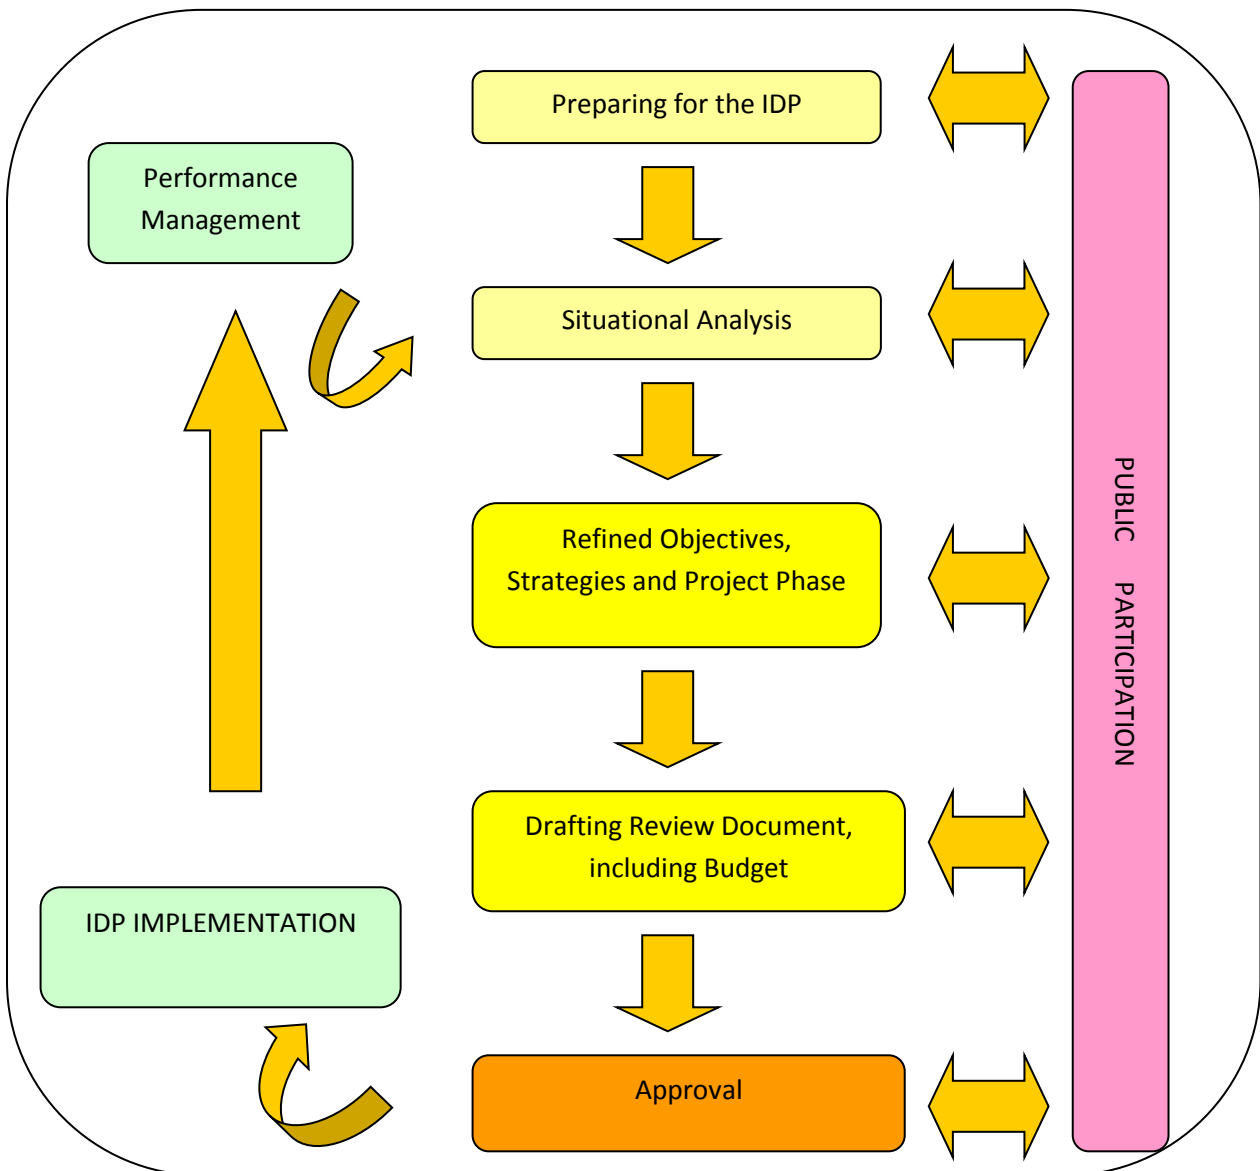 Preparing for the IDP
Performance
Management
Situational Analysis
Refined Objectives,
Strategies and Project Phase
Drafting Review Document,
including Budget
IDP IMPLEMENTATION
Approval
PUBLIC PARTICIPATION